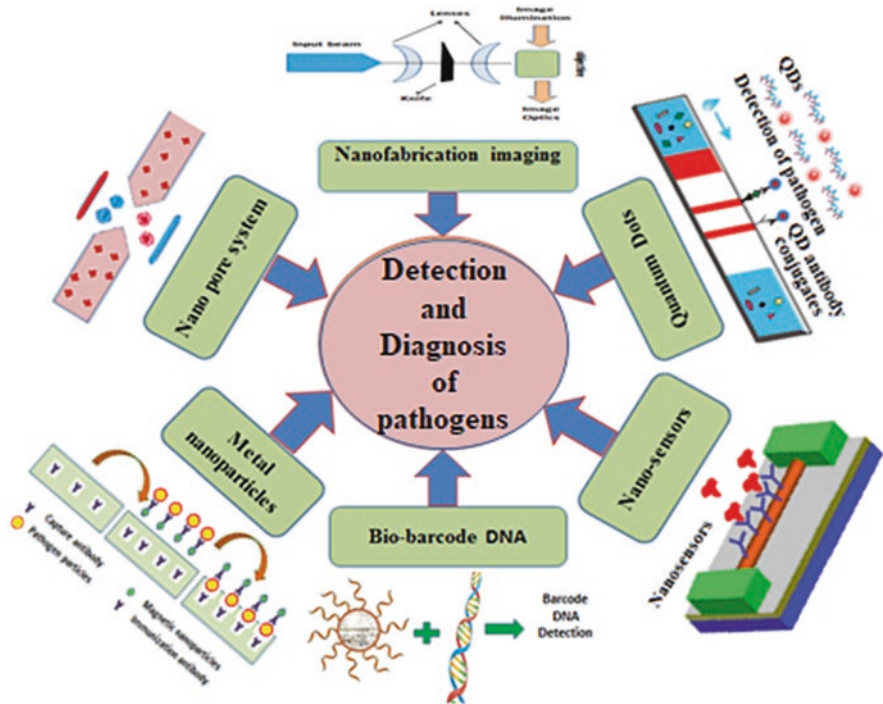 Lenses
Image
Illumination
Input beam
Knife
Image
Optics
Nanofabrication imaging
QDs
Detection of pathogen
QD antibody
conjugates
Quantum Dots
Nano pore system
Detection
and
Diagnosis
of
pathogens
Metal
nanoparticles
Nano-sensors
Nanosensors
Bio-barcode DNA
Capture antibody
Pathogen particles
Magnetic nanoparticles
Immunization antibody
Barcode
DNA
Detection